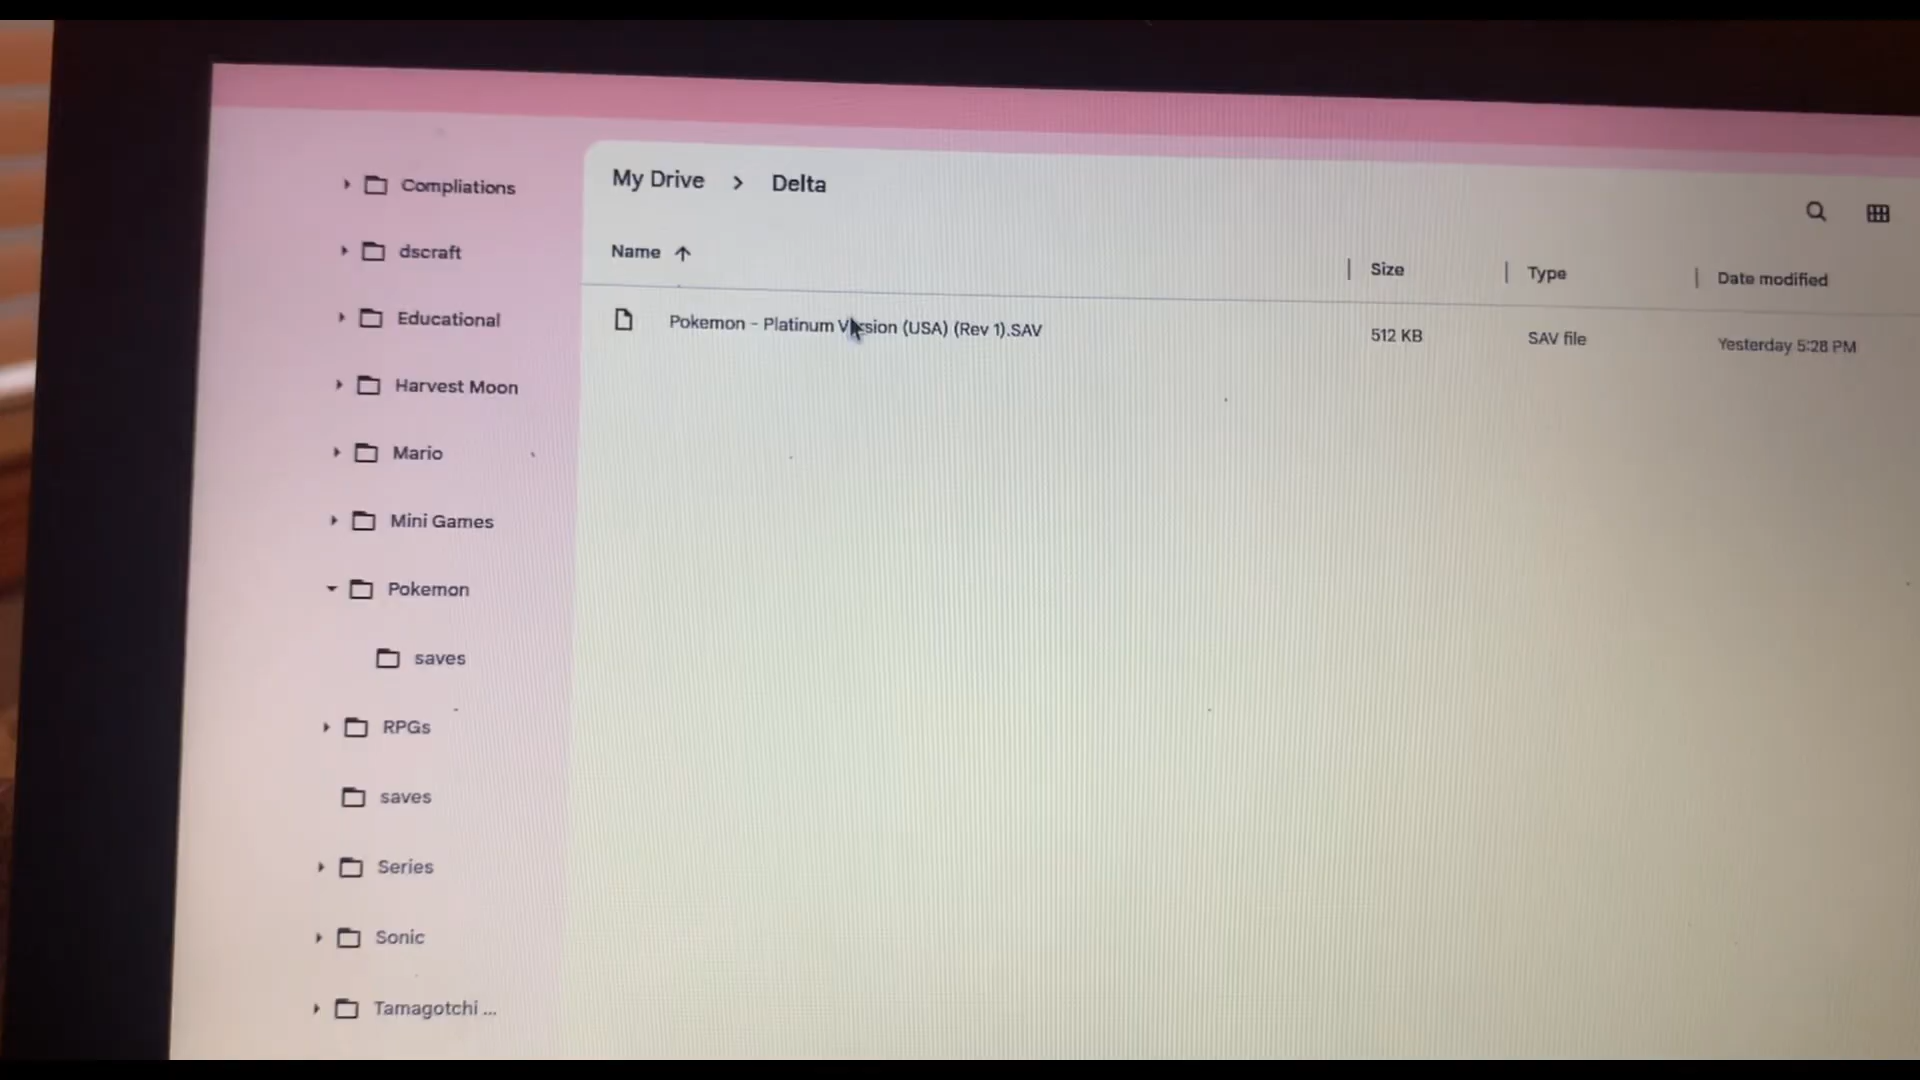 Compliations
dscraft
Educational
Harvest Moon
Mario
Mini Games
Pokemon
saves
RPGs
saves
Series
Sonic
Tamagotchi ...
My Drive > Delta
Name ↑ Size Type Date modified
Pokemon - Platinum Version (USA) (Rev 1).SAV 512 KB SAV file Yesterday 5:28 PM